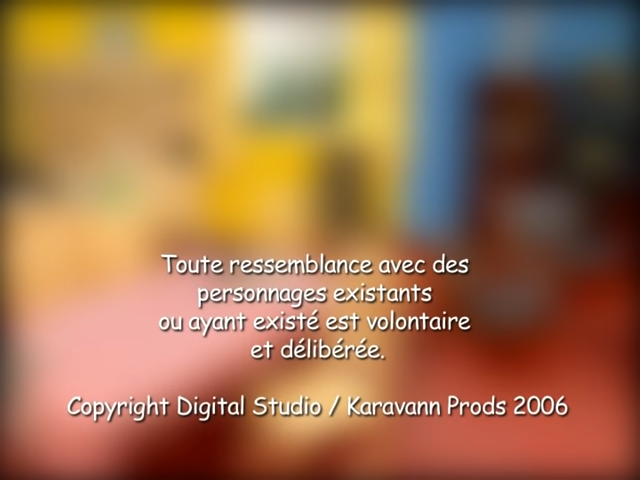 Toute ressemblance avec des
personnages existants
ou ayant existé est volontaire
et délibérée.
Copyright Digital Studio / Karavann Prods 2006